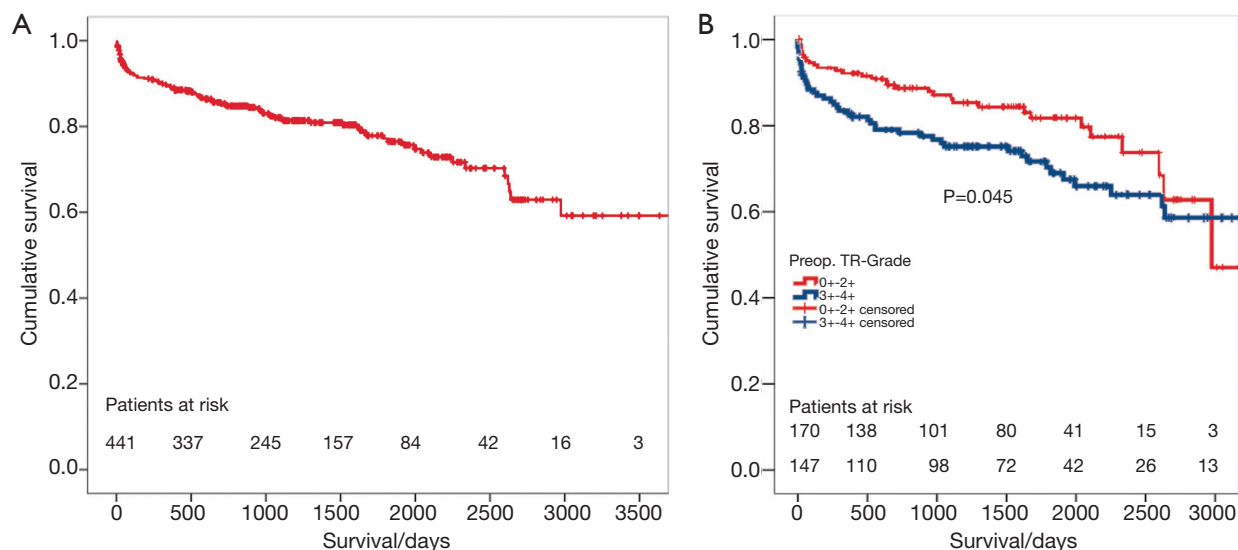 A
1.0
0.8
0.6
0.4
0.2
0.0
Cumulative survival
Patients at risk
441 337 245 157 84 42 16 3
0 500 1000 1500 2000 2500 3000 3500
Survival/days
B
1.0
0.8
0.6
0.4
0.2
0.0
Cumulative survival
P=0.045
Preop. TR-Grade
0+-2+
3+-4+
0+-2+ censored
3+-4+ censored
Patients at risk
170 138 101 80 41 15 3
147 110 98 72 42 26 13
0 500 1000 1500 2000 2500 3000
Survival/days